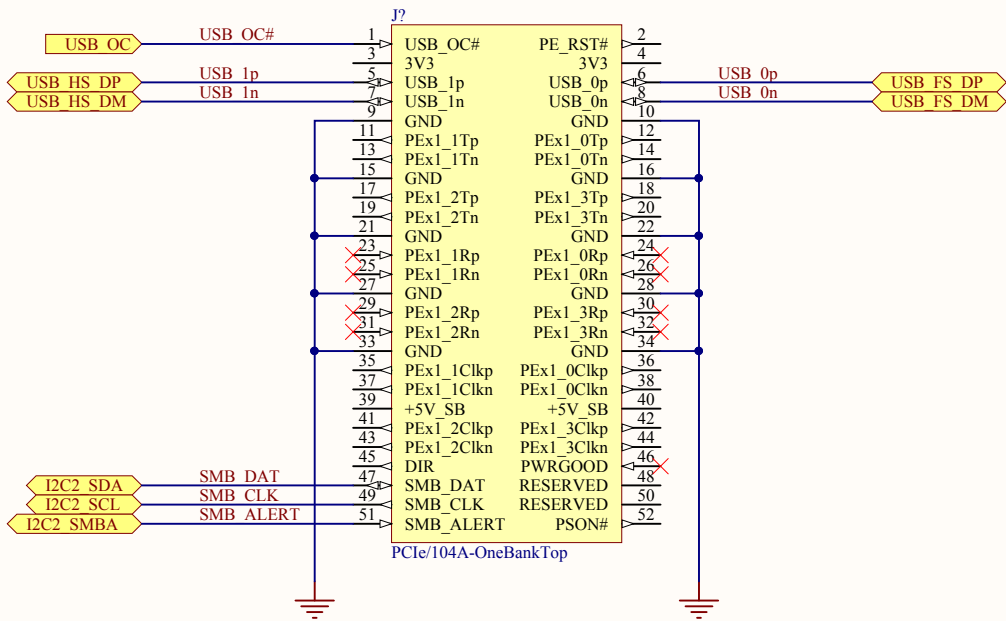 J?
USB_OC USB_OC# 1 USB_OC# PE_RST# 2
3 3V3 3V3 4
USB_HS_DP USB_1p 5 USB_1p USB_0p 6 USB_0p USB_FS_DP
USB_HS_DM USB_1n 7 USB_1n USB_0n 8 USB_0n USB_FS_DM
9 GND GND 10
11 PEx1_1Tp PEx1_0Tp 12
13 PEx1_1Tn PEx1_0Tn 14
15 GND GND 16
17 PEx1_2Tp PEx1_3Tp 18
19 PEx1_2Tn PEx1_3Tn 20
21 GND GND 22
23 PEx1_1Rp PEx1_0Rp 24
25 PEx1_1Rn PEx1_0Rn 26
27 GND GND 28
29 PEx1_2Rp PEx1_3Rp 30
31 PEx1_2Rn PEx1_3Rn 32
33 GND GND 34
35 PEx1_1Clkp PEx1_0Clkp 36
37 PEx1_1Clkn PEx1_0Clkn 38
39 +5V_SB +5V_SB 40
41 PEx1_2Clkp PEx1_3Clkp 42
43 PEx1_2Clkn PEx1_3Clkn 44
45 DIR PWRGOOD 46
I2C2_SDA SMB_DAT 47 SMB_DAT RESERVED 48
I2C2_SCL SMB_CLK 49 SMB_CLK RESERVED 50
I2C2_SMBA SMB_ALERT 51 SMB_ALERT PSON# 52
PCIe/104A-OneBankTop